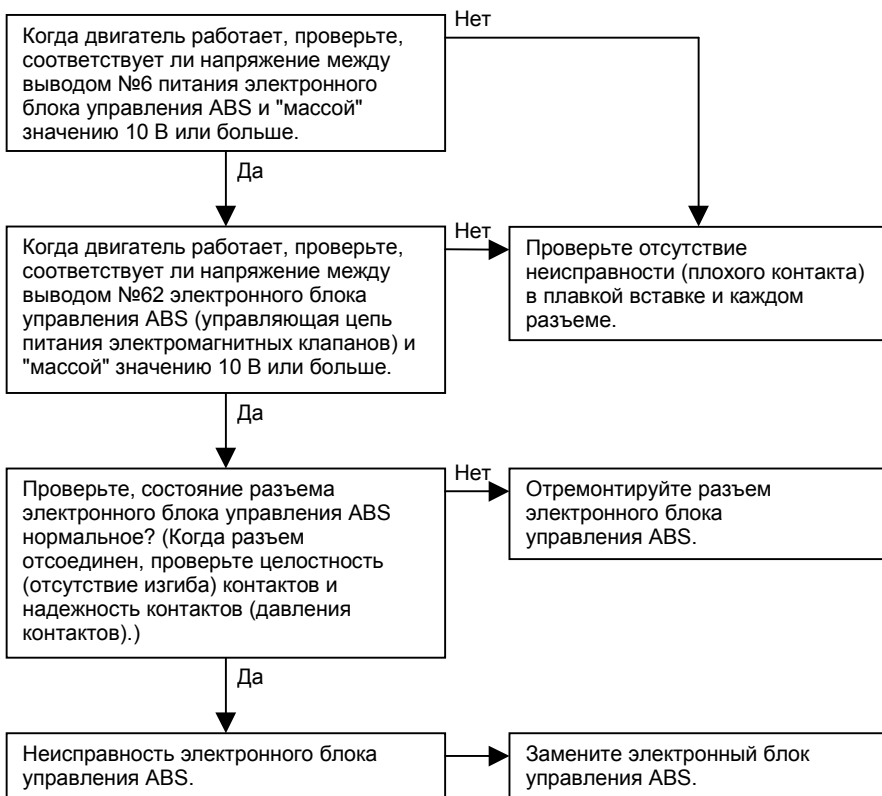 Когда двигатель работает, проверьте,
соответствует ли напряжение между
выводом №6 питания электронного
блока управления ABS и "массой"
значению 10 В или больше.
Нет
Да
Когда двигатель работает, проверьте,
соответствует ли напряжение между
выводом №62 электронного блока
управления ABS (управляющая цепь
питания электромагнитных клапанов) и
"массой" значению 10 В или больше.
Нет
Проверьте отсутствие
неисправности (плохого контакта)
в плавкой вставке и каждом
разъеме.
Да
Проверьте, состояние разъема
электронного блока управления ABS
нормальное? (Когда разъем
отсоединен, проверьте целостность
(отсутствие изгиба) контактов и
надежность контактов (давления
контактов).)
Нет
Отремонтируйте разъем
электронного блока
управления ABS.
Да
Неисправность электронного блока
управления ABS.
Замените электронный блок
управления ABS.